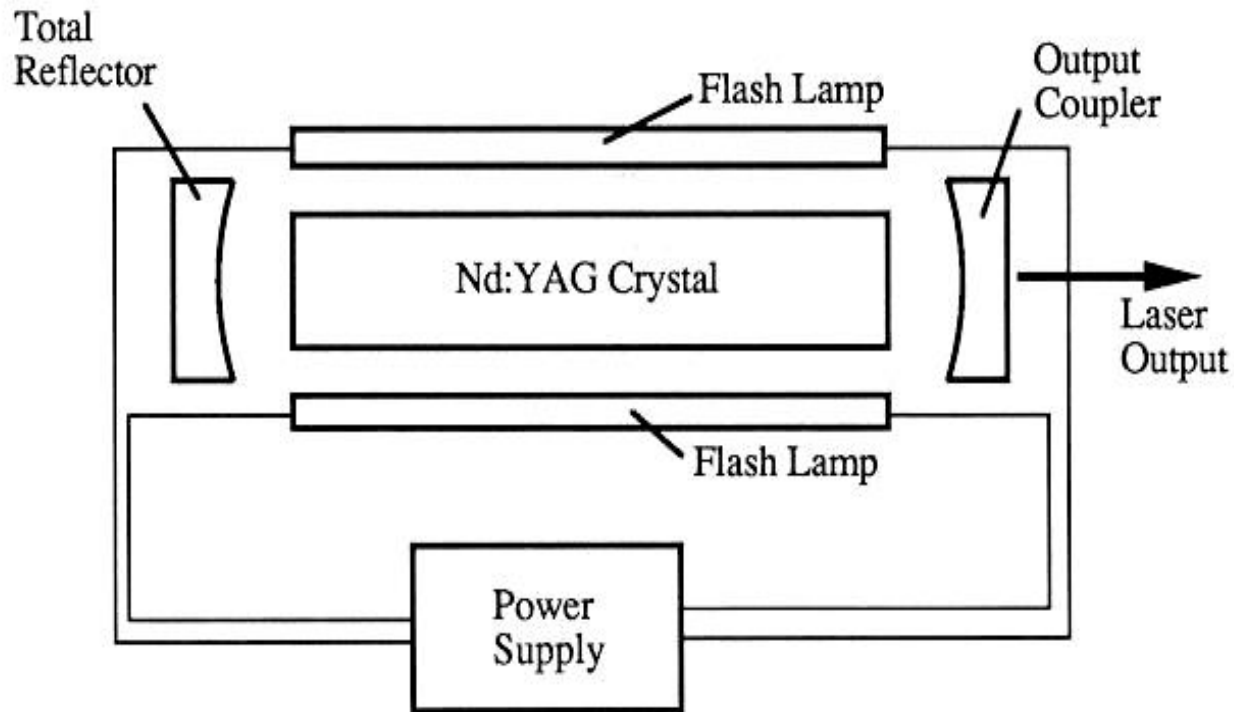 Total
Reflector
Flash Lamp
Output
Coupler
Nd:YAG Crystal
Laser
Output
Flash Lamp
Power
Supply